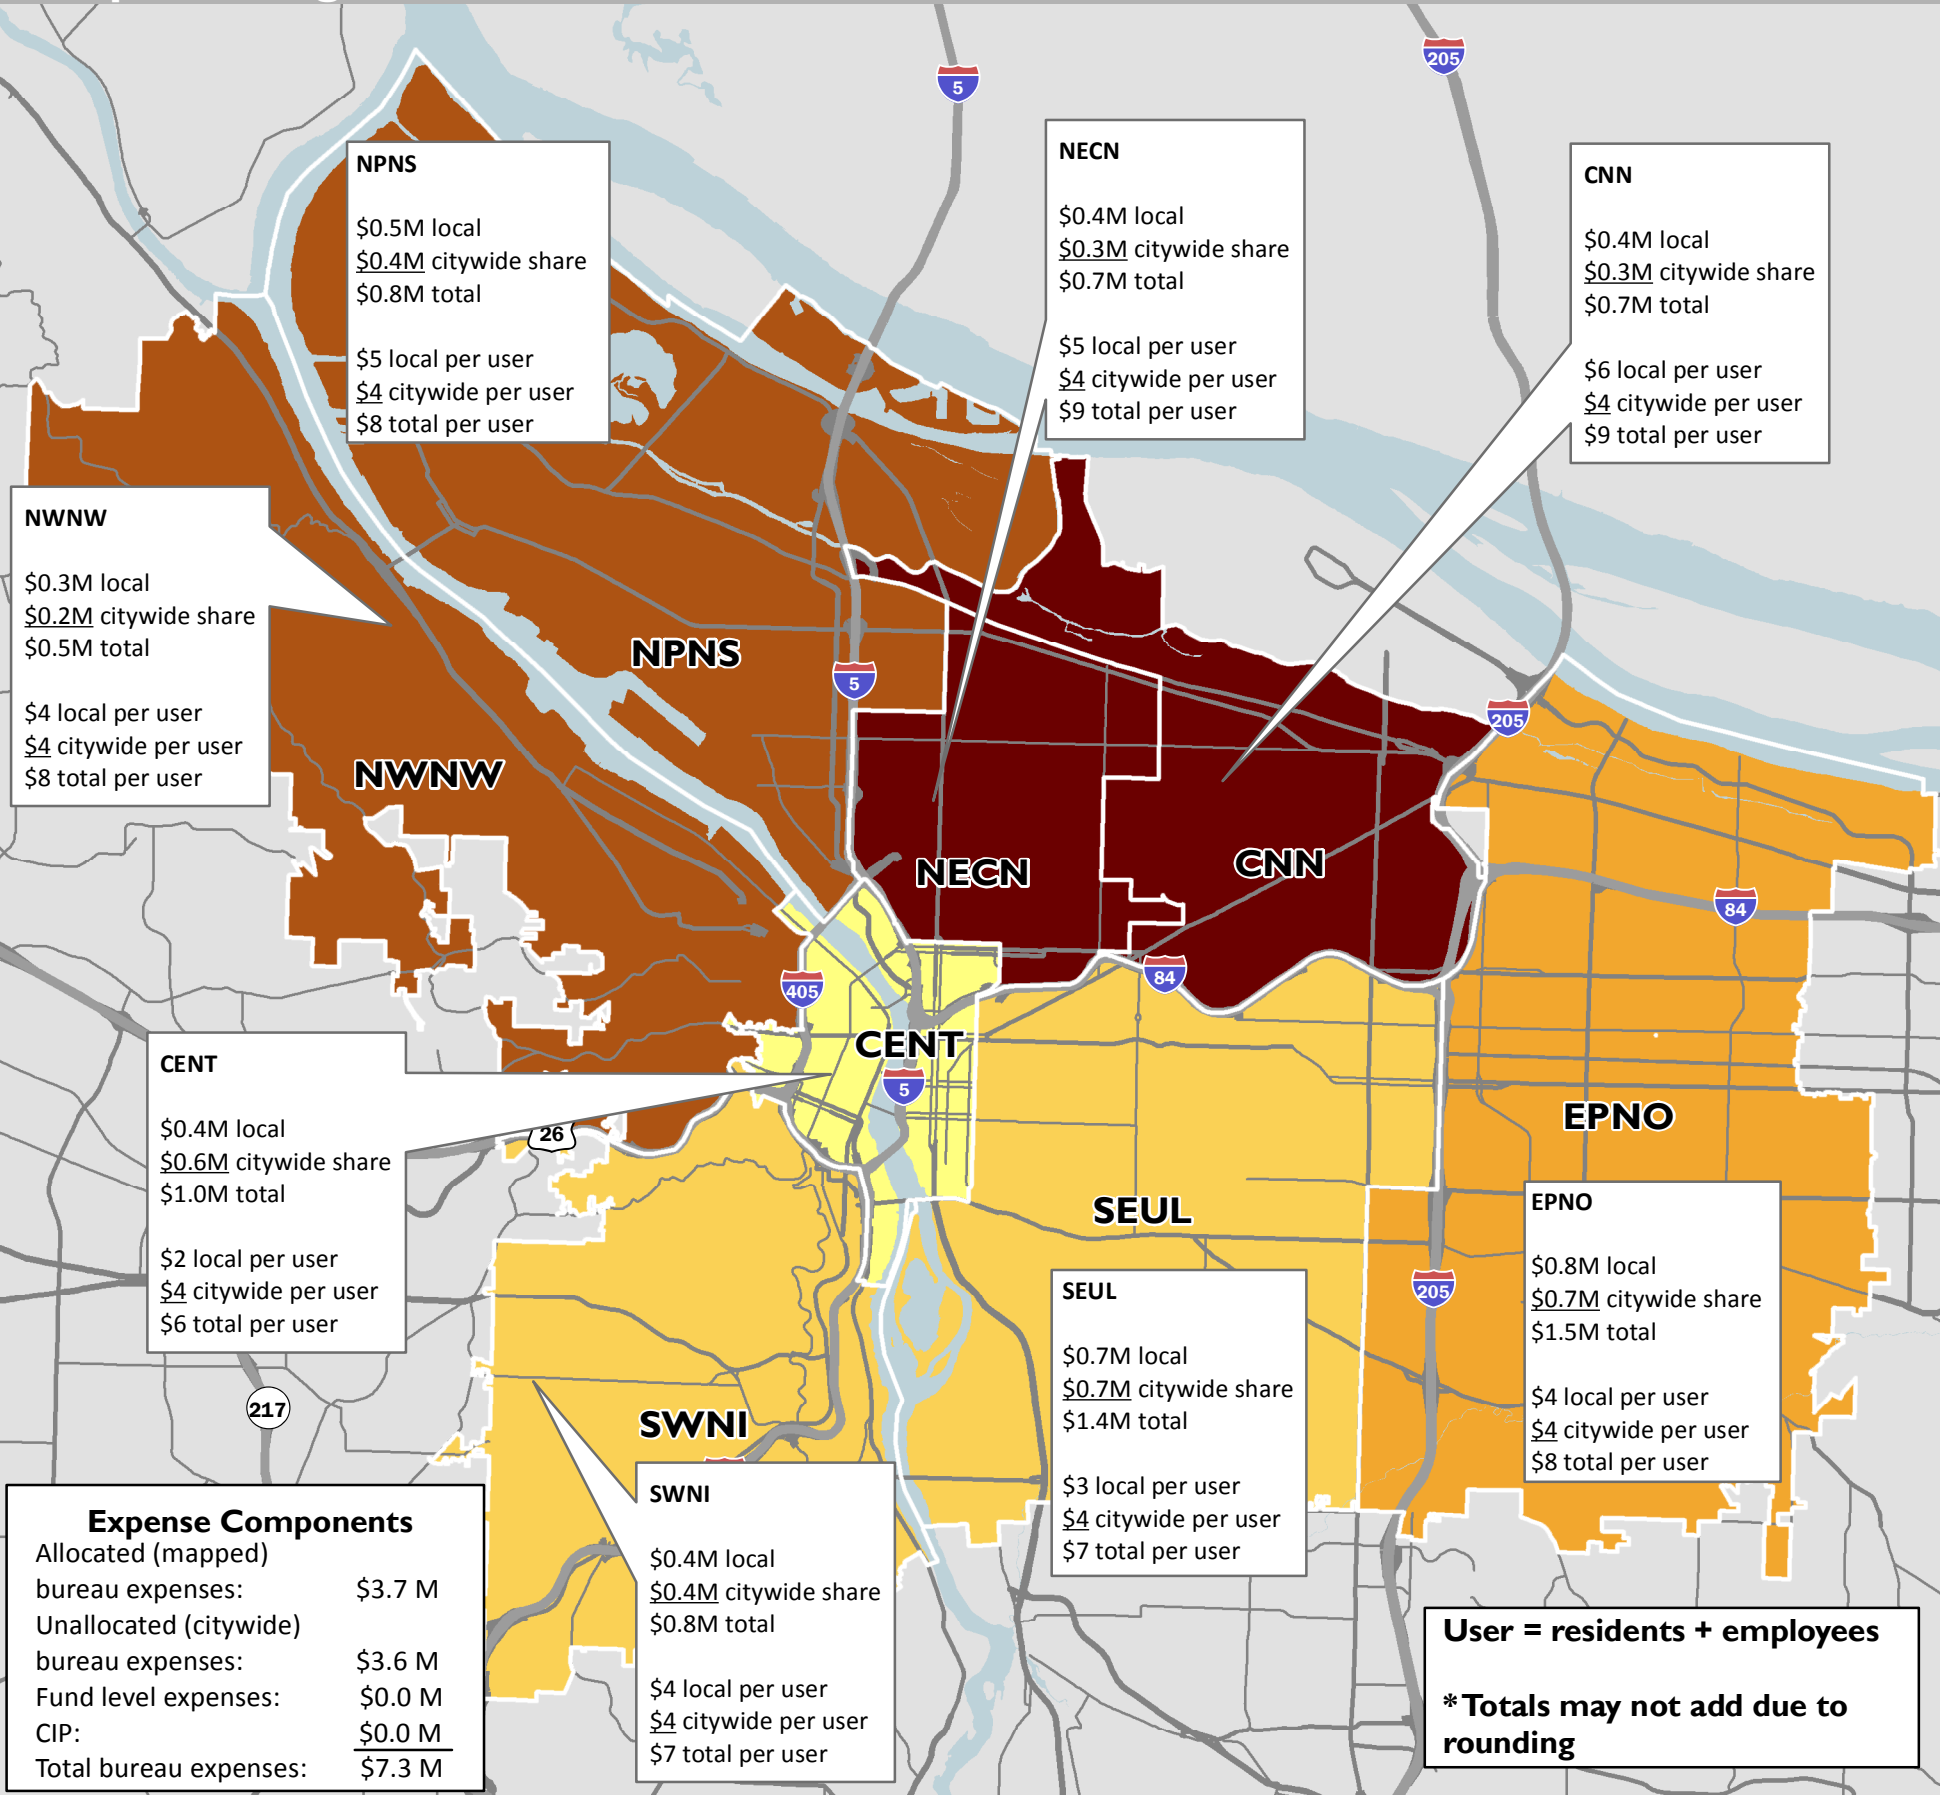 5
205
NPNS
$0.5M local
$0.4M citywide share
$0.8M total
$5 local per user
$4 citywide per user
$8 total per user
NECN
$0.4M local
$0.3M citywide share
$0.7M total
$5 local per user
$4 citywide per user
$9 total per user
CNN
$0.4M local
$0.3M citywide share
$0.7M total
$6 local per user
$4 citywide per user
$9 total per user
NWNW
$0.3M local
$0.2M citywide share
$0.5M total
$4 local per user
$4 citywide per user
$8 total per user
NPNS
5
205
NWNW
NECN
CNN
84
405
84
CENT
5
CENT
$0.4M local
$0.6M citywide share
$1.0M total
$2 local per user
$4 citywide per user
$6 total per user
26
EPNO
SEUL
EPNO
$0.8M local
$0.7M citywide share
$1.5M total
$4 local per user
$4 citywide per user
$8 total per user
205
SEUL
$0.7M local
$0.7M citywide share
$1.4M total
$3 local per user
$4 citywide per user
$7 total per user
217
SWNI
SWNI
$0.4M local
$0.4M citywide share
$0.8M total
$4 local per user
$4 citywide per user
$7 total per user
Expense Components
Allocated (mapped)
bureau expenses: $3.7 M
Unallocated (citywide)
bureau expenses: $3.6 M
Fund level expenses: $0.0 M
CIP: $0.0 M
Total bureau expenses: $7.3 M
User = residents + employees
* Totals may not add due to
rounding